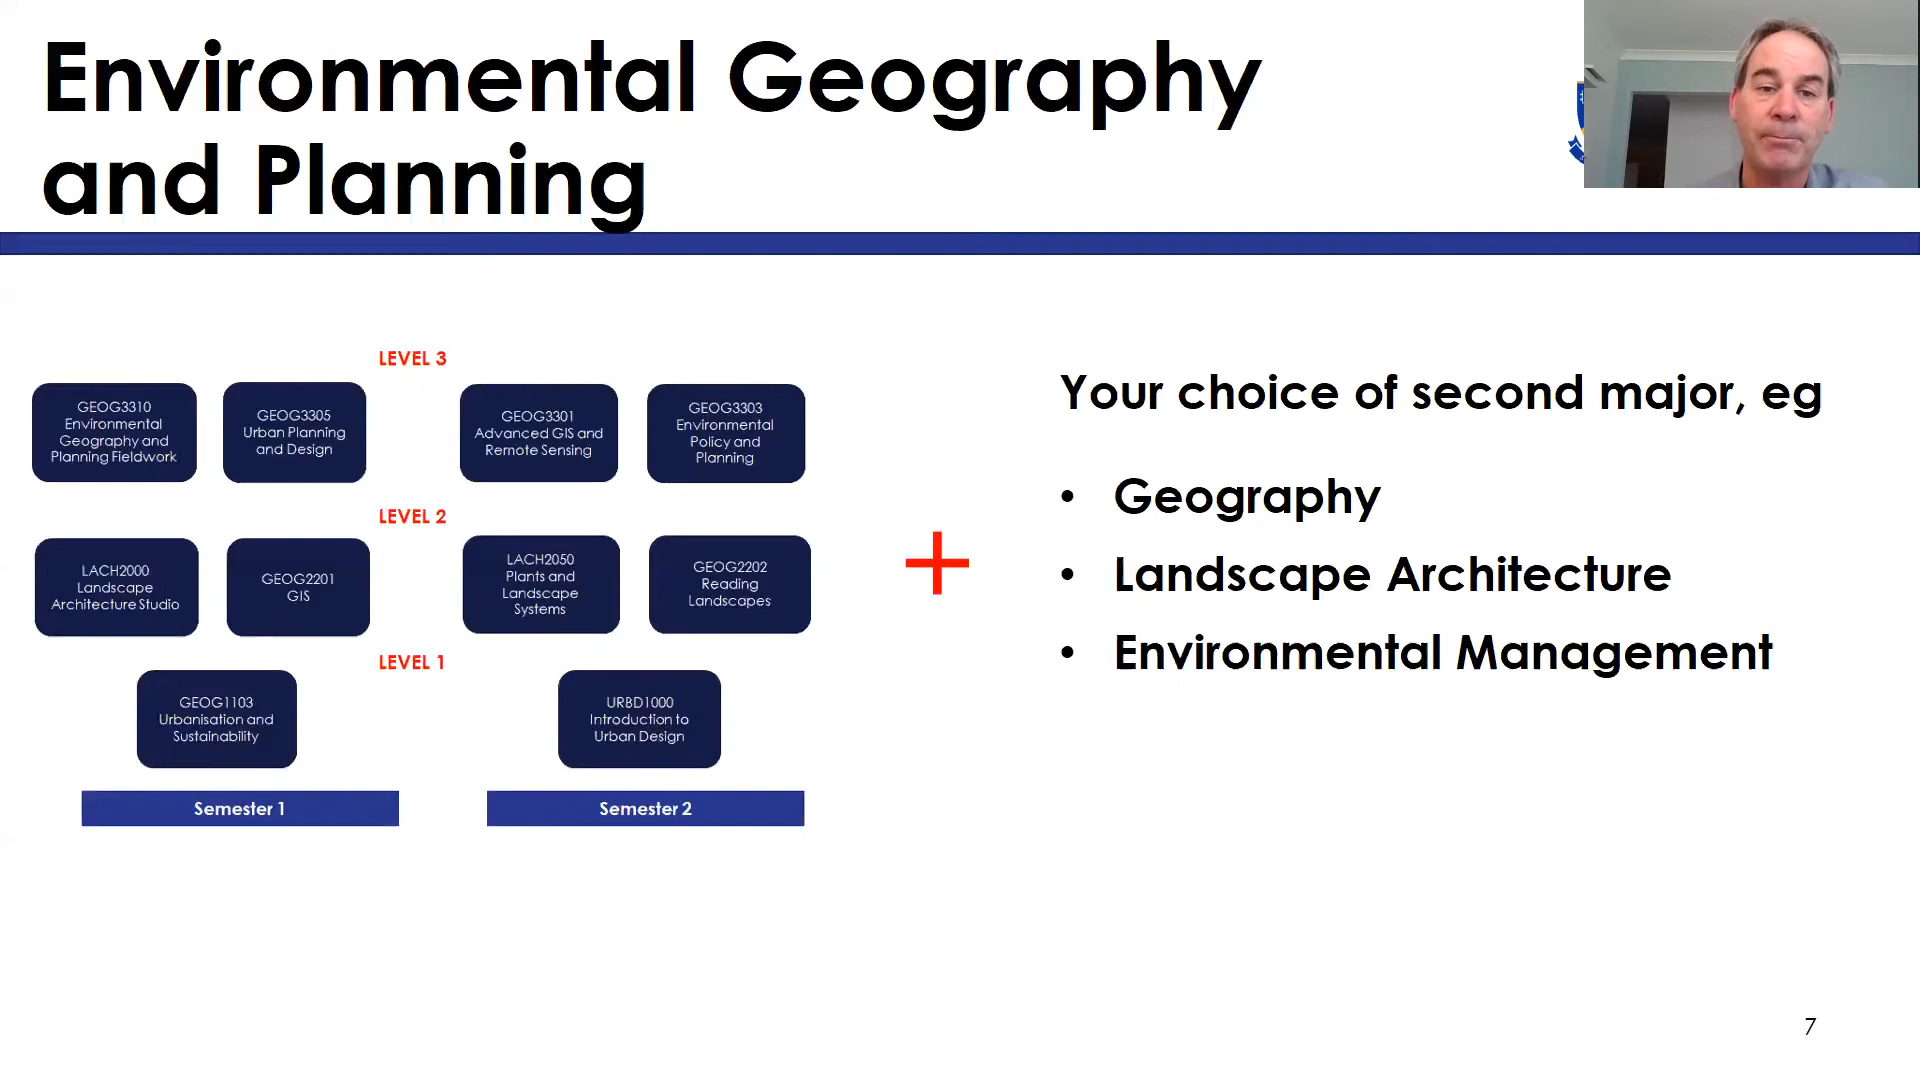 Environmental Geography
and Planning
LEVEL 3
GEOG3310
Environmental
Geography and
Planning Fieldwork
GEOG3305
Urban Planning
and Design
GEOG3301
Advanced GIS and
Remote Sensing
GEOG3303
Environmental
Policy and
Planning
LEVEL 2
LACH2000
Landscape
Architecture Studio
GEOG2201
GIS
LACH2050
Plants and
Landscape
Systems
GEOG2202
Reading
Landscapes
LEVEL 1
GEOG1103
Urbanisation and
Sustainability
URBD1000
Introduction to
Urban Design
Semester 1
Semester 2
+
Your choice of second major, eg
• Geography
• Landscape Architecture
• Environmental Management
7